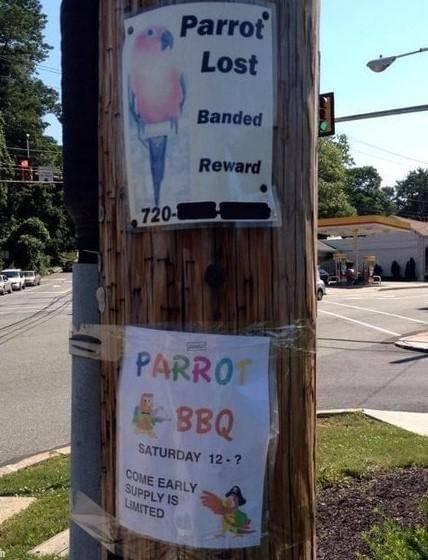 Parrot
Lost
Banded
Reward
720-
PARROT
BBQ
SATURDAY 12 - ?
COME EARLY
SUPPLY IS
LIMITED